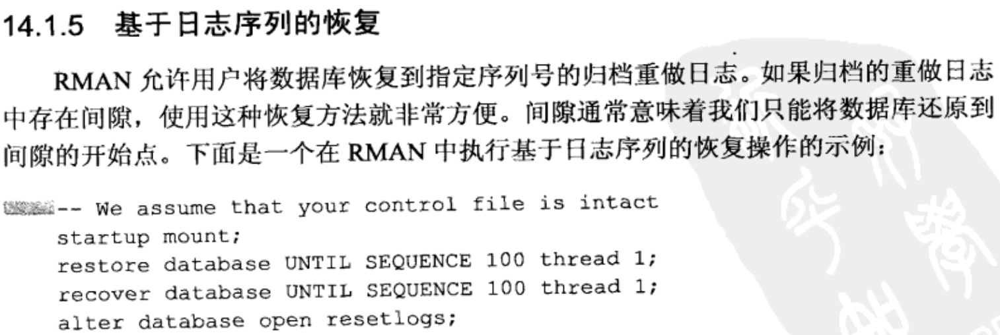 14.1.5 基于日志序列的恢复
RMAN 允许用户将数据库恢复到指定序列号的归档重做日志。如果归档的重做日志
中存在间隙，使用这种恢复方法就非常方便。间隙通常意味着我们只能将数据库还原到
间隙的开始点。下面是一个在 RMAN 中执行基于日志序列的恢复操作的示例：
-- We assume that your control file is intact
startup mount;
restore database UNTIL SEQUENCE 100 thread 1;
recover database UNTIL SEQUENCE 100 thread 1;
alter database open resetlogs;